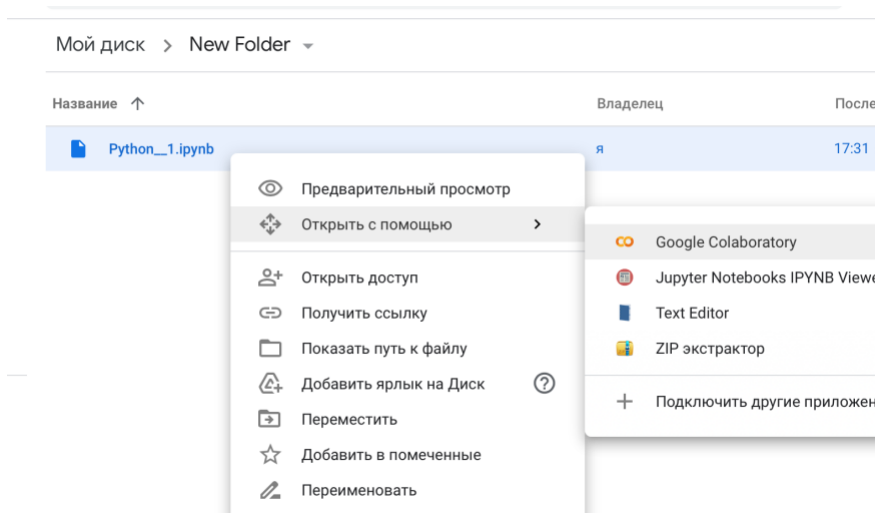 Мой диск > New Folder
Название Владелец После
Python__1.ipynb я 17:31
Предварительный просмотр
Открыть с помощью
Открыть доступ
Получить ссылку
Показать путь к файлу
Добавить ярлык на Диск
Переместить
Добавить в помеченные
Переименовать
Google Colaboratory
Jupyter Notebooks IPYNB Viewe
Text Editor
ZIP экстрактор
Подключить другие приложен